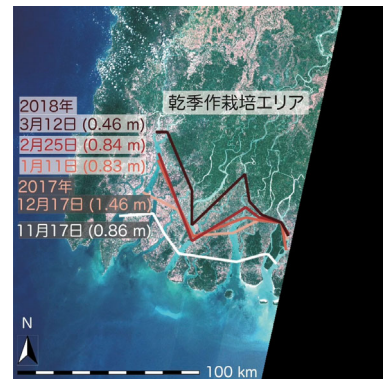 乾季作栽培エリア
2018年
3月12日 (0.46 m)
2月25日 (0.84 m)
1月11日 (0.83 m)
2017年
12月17日 (1.46 m)
11月17日 (0.86 m)
N
100 km